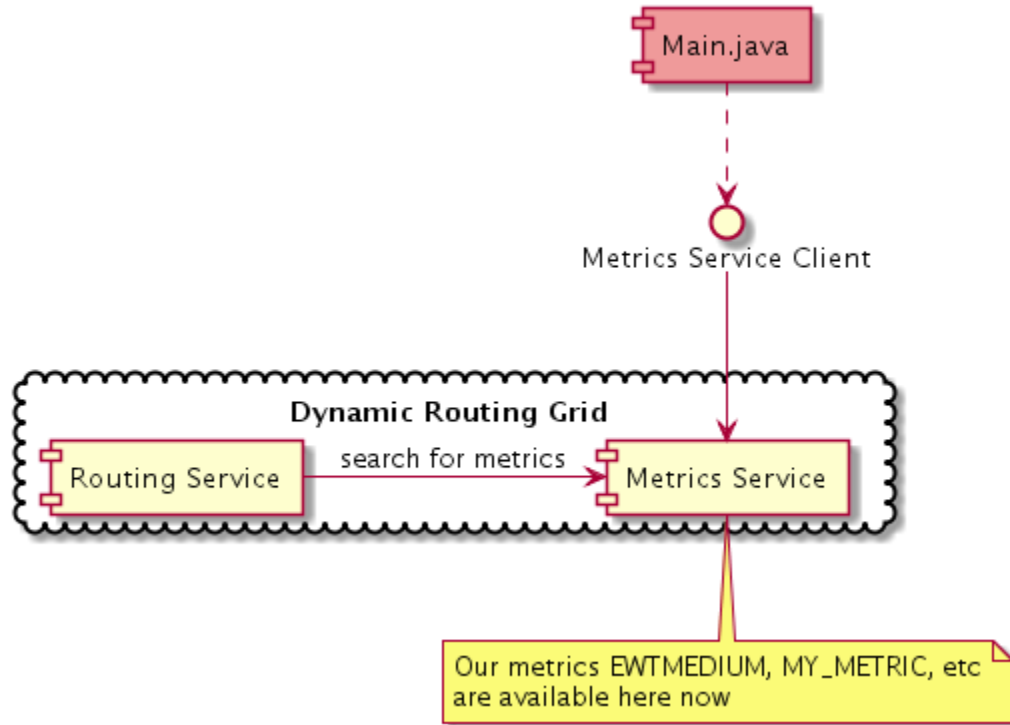 Main.java
Metrics Service Client
Dynamic Routing Grid
Routing Service
search for metrics
Metrics Service
Our metrics EWTMEDIUM, MY_METRIC, etc
are available here now